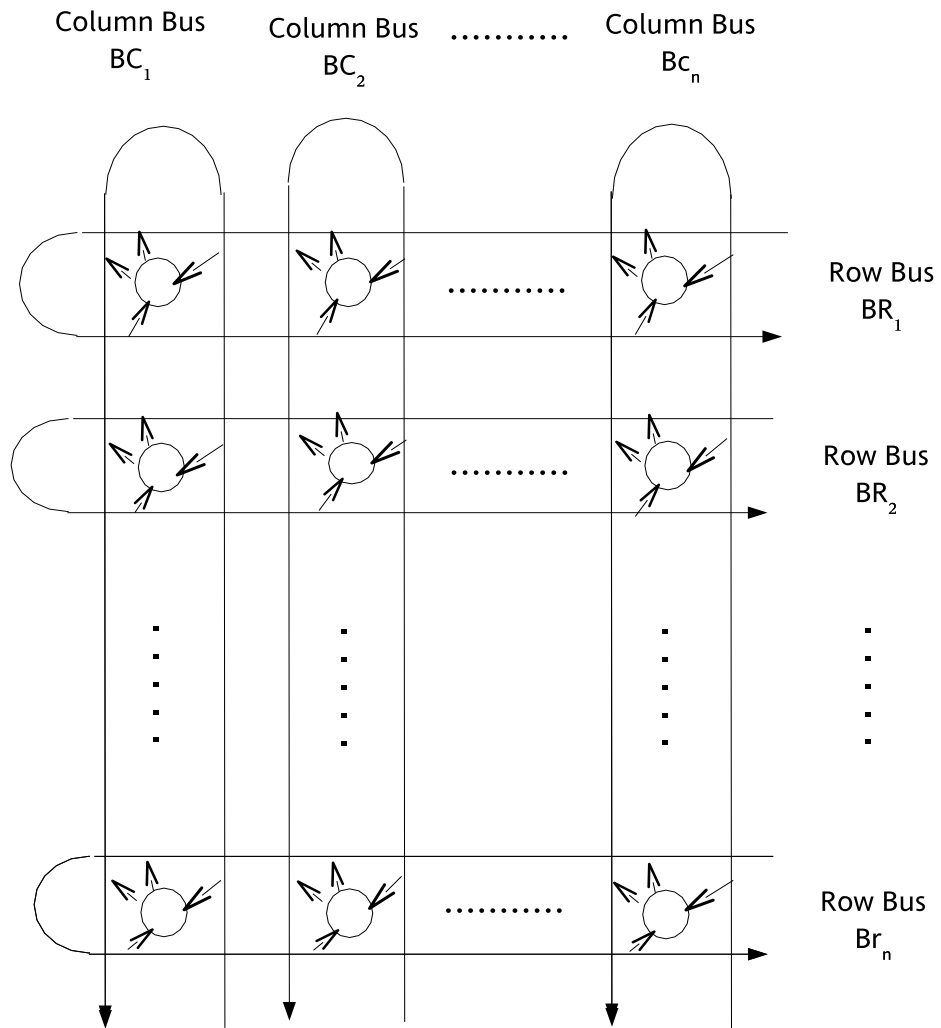 Column Bus
BC₁
Column Bus
BC₂
...........
Column Bus
Bcₙ
...........
Row Bus
BR₁
...........
Row Bus
BR₂
...........
Row Bus
Brₙ